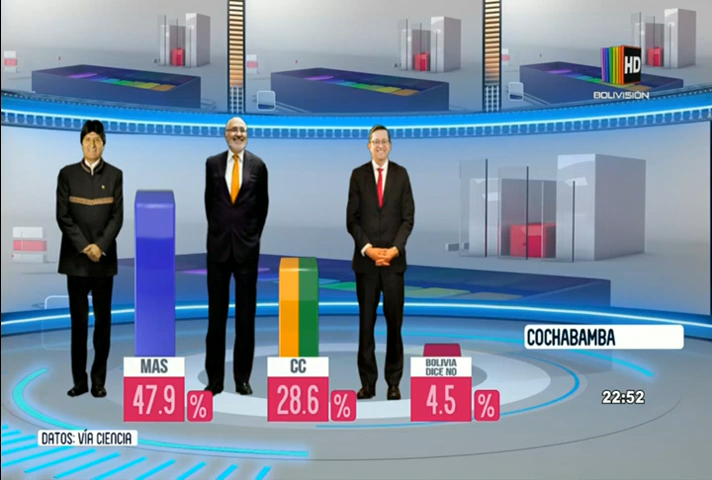 HD
BOLIVISIÓN
COCHABAMBA
MAS
47.9 %
CC
28.6 %
BOLIVIA
DICE NO
4.5 %
22:52
DATOS: VÍA CIENCIA